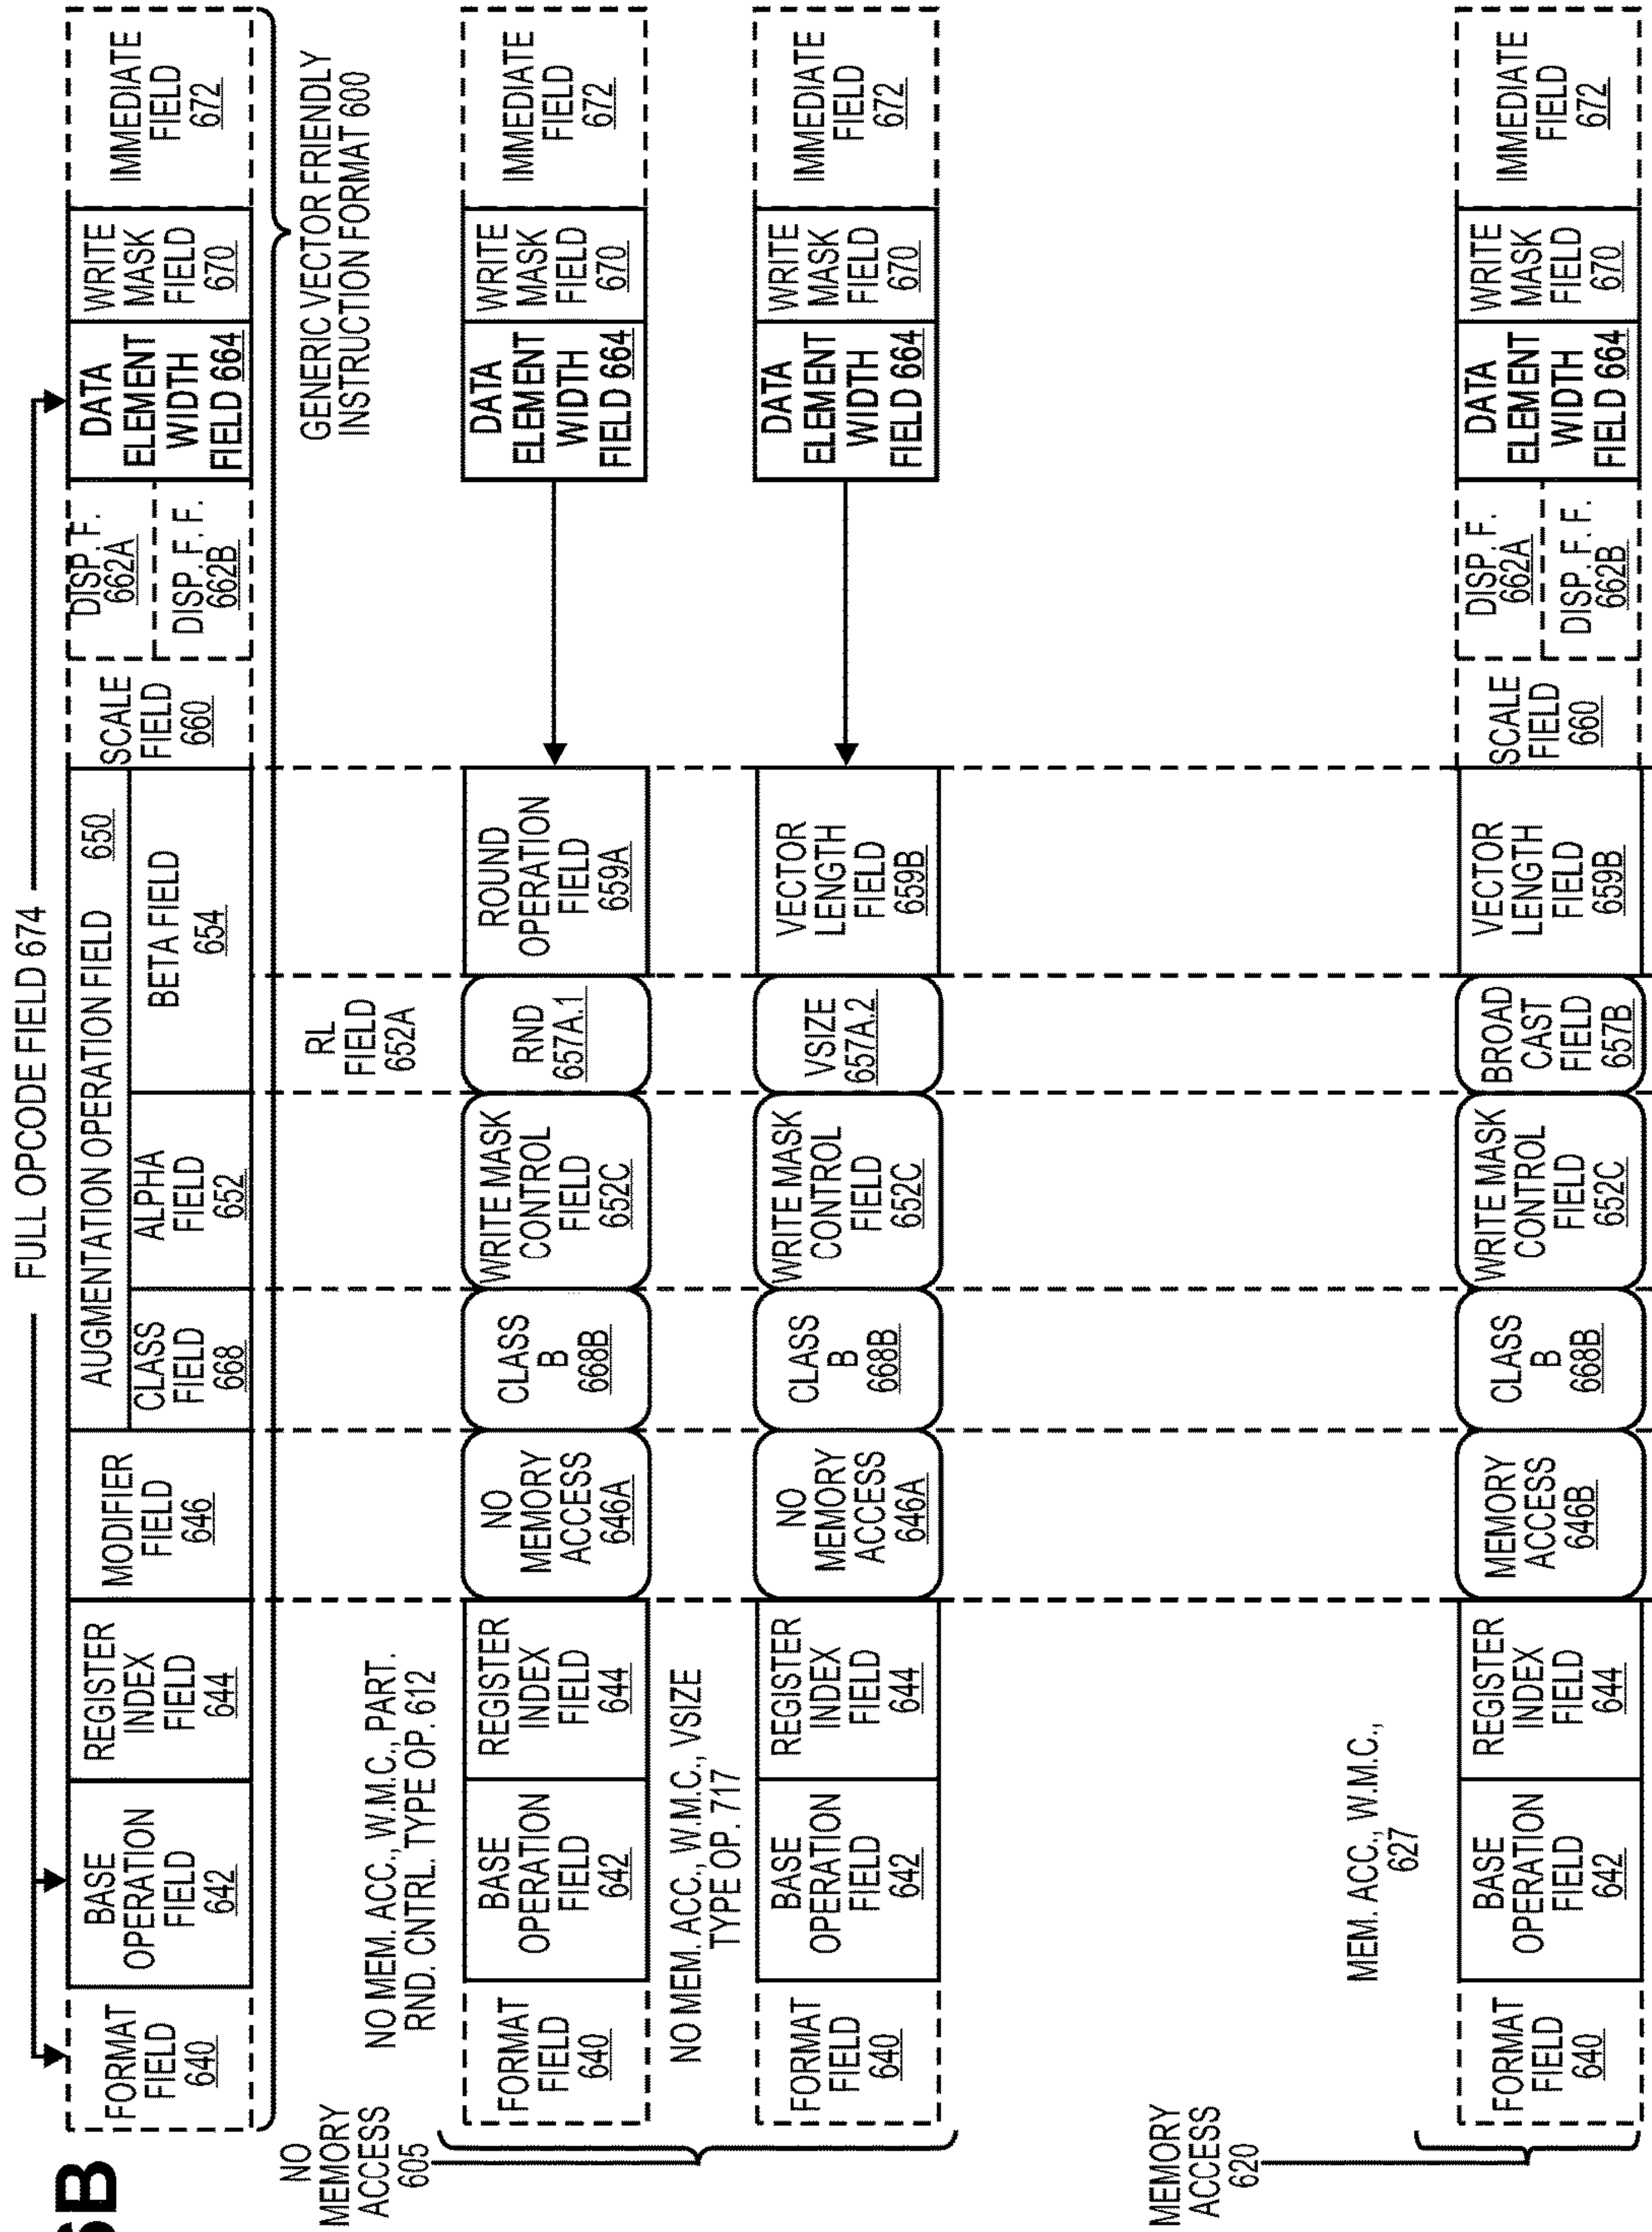 6B
FULL OPCODE FIELD 674
FORMAT
FIELD
640
BASE
OPERATION
FIELD
642
REGISTER
INDEX
FIELD
644
MODIFIER
FIELD
646
AUGMENTATION OPERATION FIELD 650
CLASS
FIELD
668
ALPHA
FIELD
652
BETA FIELD
654
SCALE
FIELD
660
DISP. F.
662A
DISP. F. F.
662B
DATA
ELEMENT
WIDTH
FIELD 664
WRITE
MASK
FIELD
670
IMMEDIATE
FIELD
672
GENERIC VECTOR FRIENDLY
INSTRUCTION FORMAT 600
NO
MEMORY
ACCESS
605
NO MEM. ACC., W.M.C., PART.
RND. CNTRL. TYPE OP. 612
RL
FIELD
652A
FORMAT
FIELD
640
BASE
OPERATION
FIELD
642
REGISTER
INDEX
FIELD
644
NO
MEMORY
ACCESS
646A
CLASS
B
668B
WRITE MASK
CONTROL
FIELD
652C
RND
657A.1
ROUND
OPERATION
FIELD
659A
DATA
ELEMENT
WIDTH
FIELD 664
WRITE
MASK
FIELD
670
IMMEDIATE
FIELD
672
NO MEM. ACC., W.M.C., VSIZE
TYPE OP. 717
FORMAT
FIELD
640
BASE
OPERATION
FIELD
642
REGISTER
INDEX
FIELD
644
NO
MEMORY
ACCESS
646A
CLASS
B
668B
WRITE MASK
CONTROL
FIELD
652C
VSIZE
657A.2
VECTOR
LENGTH
FIELD
659B
DATA
ELEMENT
WIDTH
FIELD 664
WRITE
MASK
FIELD
670
IMMEDIATE
FIELD
672
MEMORY
ACCESS
620
MEM. ACC., W.M.C.,
627
FORMAT
FIELD
640
BASE
OPERATION
FIELD
642
REGISTER
INDEX
FIELD
644
MEMORY
ACCESS
646B
CLASS
B
668B
WRITE MASK
CONTROL
FIELD
652C
BROAD
CAST
FIELD
657B
VECTOR
LENGTH
FIELD
659B
SCALE
FIELD
660
DISP. F.
662A
DISP. F. F.
662B
DATA
ELEMENT
WIDTH
FIELD 664
WRITE
MASK
FIELD
670
IMMEDIATE
FIELD
672